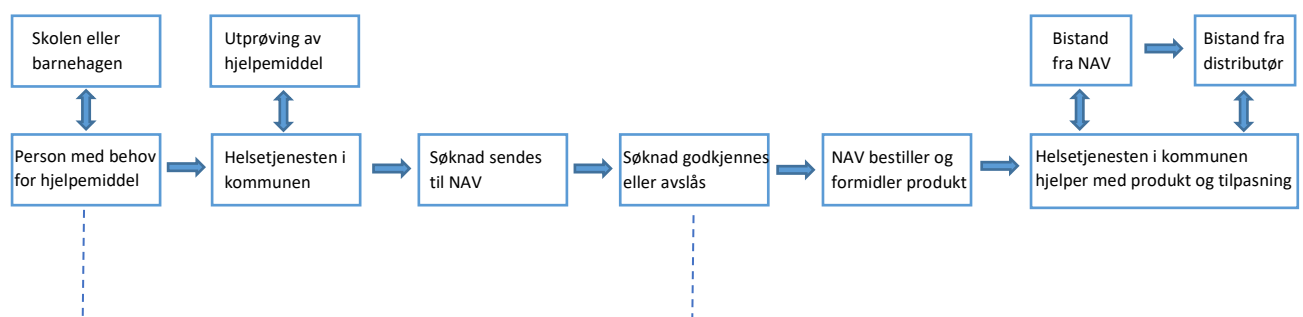 Skolen eller
barnehagen
Utprøving av
hjelpemiddel
Bistand
fra NAV
Bistand fra
distributør
Person med behov
for hjelpemiddel
Helsetjenesten i
kommunen
Søknad sendes
til NAV
Søknad godkjennes
eller avslås
NAV bestiller og
formidler produkt
Helsetjenesten i kommunen
hjelper med produkt og tilpasning